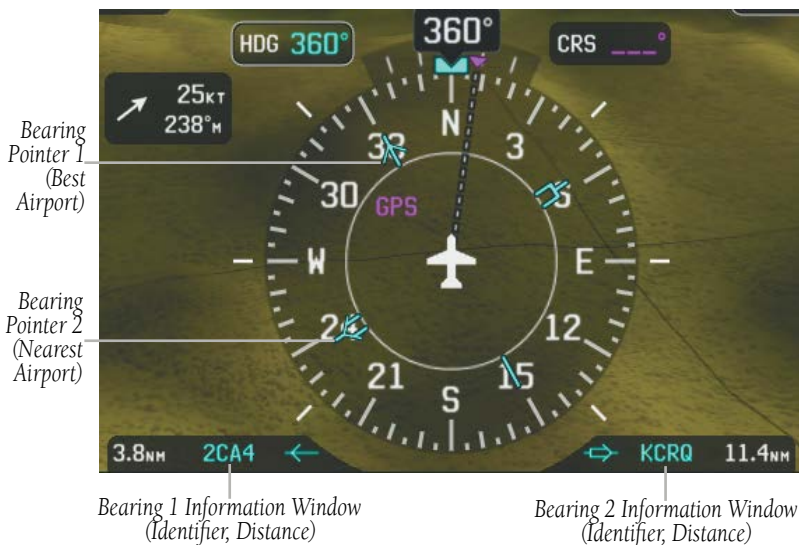 360°
HDG 360°
CRS _ _ _°
25KT
238°M
Bearing
Pointer 1
(Best
Airport)
N
33
3
30
6
GPS
W
E
Bearing
Pointer 2
(Nearest
Airport)
24
12
21
15
S
3.8NM 2CA4
KCRQ 11.4NM
Bearing 1 Information Window
(Identifier, Distance)
Bearing 2 Information Window
(Identifier, Distance)